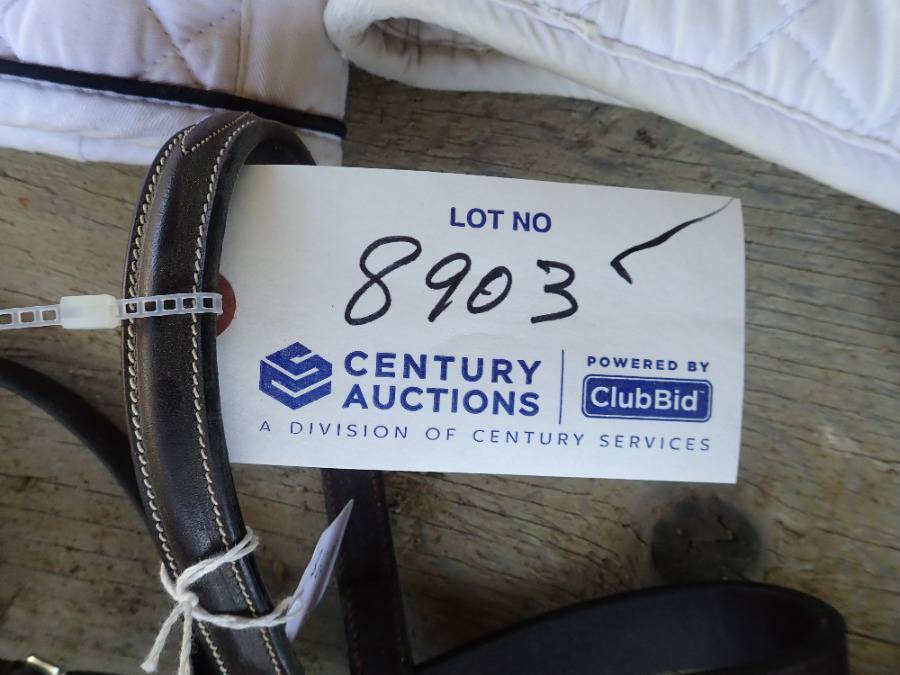 LOT NO
8903
CENTURY
AUCTIONS
POWERED BY
ClubBid
A DIVISION OF CENTURY SERVICES